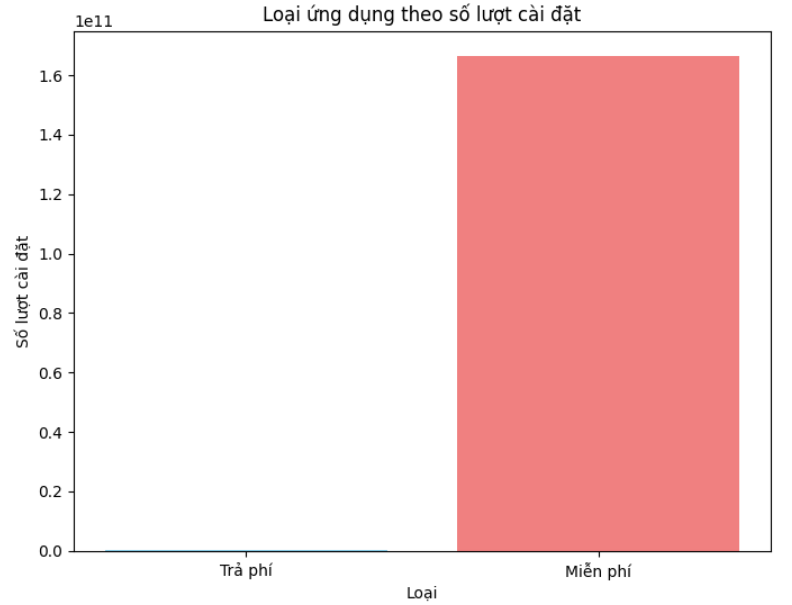 Loại ứng dụng theo số lượt cài đặt
1e11
1.6
1.4
1.2
1.0
0.8
0.6
0.4
0.2
0.0
Số lượt cài đặt
Trả phí
Miễn phí
Loại